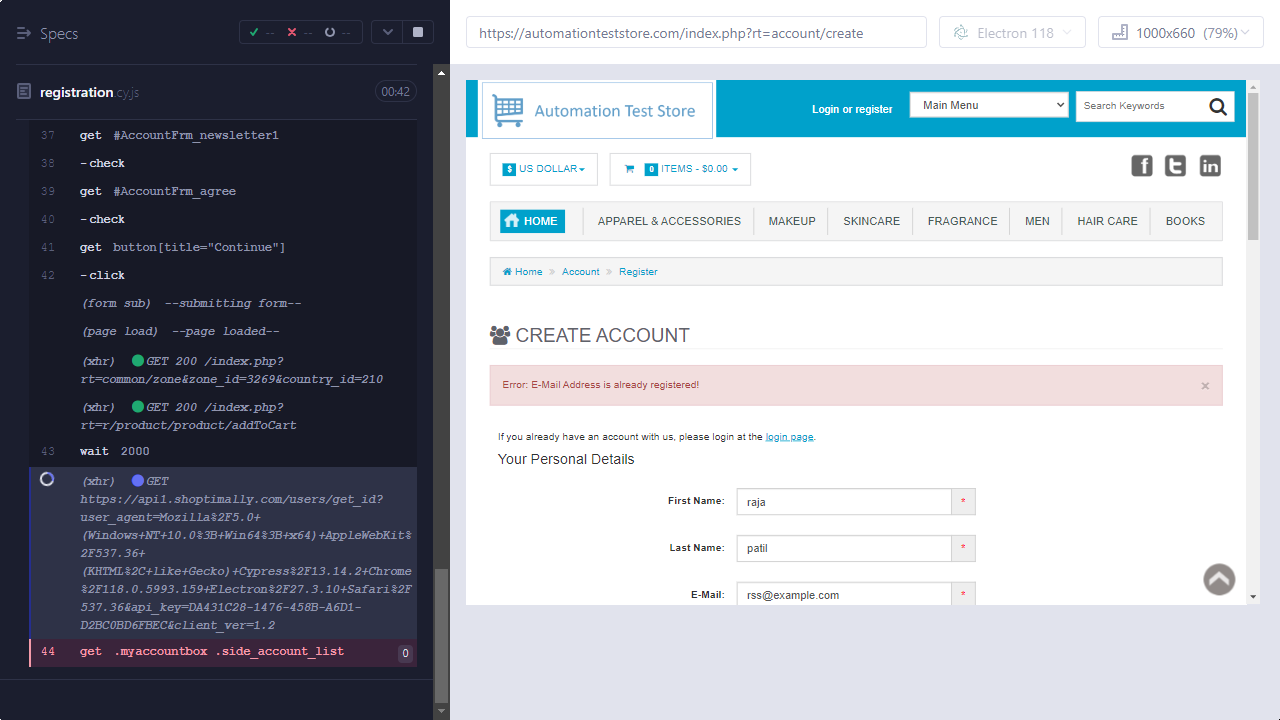 Specs
-- -- --
registration.cy.js
00:42
37 get #AccountFrm_newsletter1
38 -check
39 get #AccountFrm_agree
40 -check
41 get button[title="Continue"]
42 -click
(form sub) --submitting form--
(page load) --page loaded--
(xhr) GET 200 /index.php?
rt=common/zone&zone_id=3269&country_id=210
(xhr) GET 200 /index.php?
rt=r/product/product/addToCart
43 wait 2000
(xhr) GET
https://api1.shoptimally.com/users/get_id?
user_agent=Mozilla%2F5.0+
(Windows+NT+10.0%3B+Win64%3B+x64)+AppleWebKit%
2F537.36+
(KHTML%2C+like+Gecko)+Cypress%2F13.14.2+Chrome
%2F118.0.5993.159+Electron%2F27.3.10+Safari%2F
537.36&api_key=DA431C28-1476-458B-A6D1-
D2BC0BD6FBEC&client_ver=1.2
44 get .myaccountbox .side_account_list 0
https://automationteststore.com/index.php?rt=account/create
Electron 118
1000x660 (79%)
Automation Test Store
Login or register
Main Menu
Search Keywords
$ US DOLLAR
0 ITEMS - $0.00
f t in
HOME APPAREL & ACCESSORIES MAKEUP SKINCARE FRAGRANCE MEN HAIR CARE BOOKS
Home » Account » Register
CREATE ACCOUNT
Error: E-Mail Address is already registered! ×
If you already have an account with us, please login at the login page.
Your Personal Details
First Name: raja *
Last Name: patil *
E-Mail: rss@example.com *